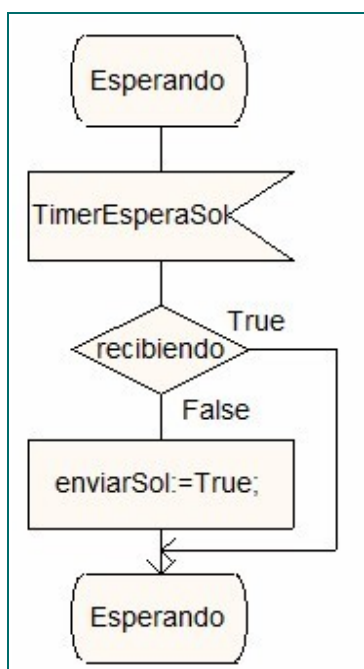 Esperando
TimerEsperaSol
True
recibiendo
False
enviarSol:=True;
Esperando